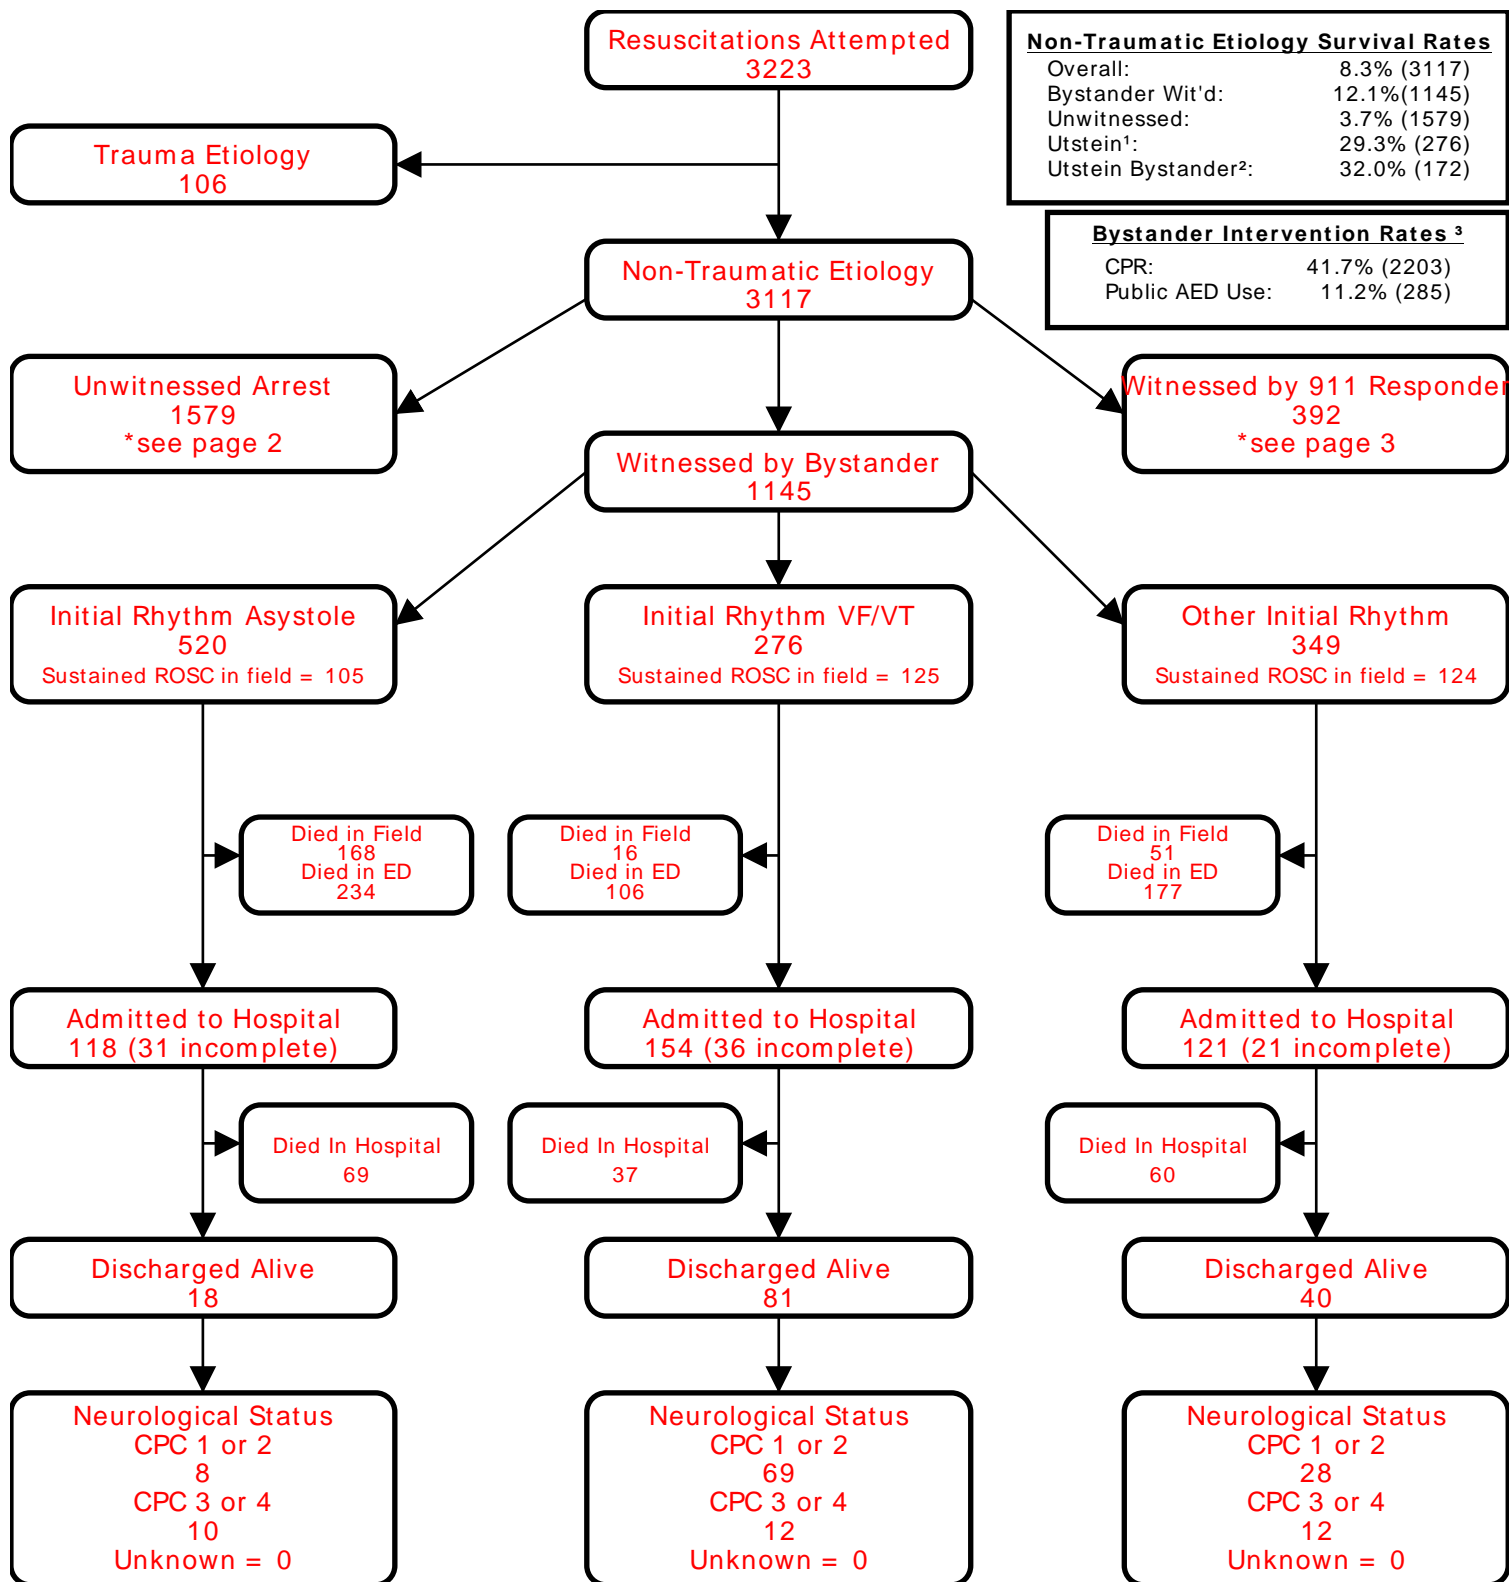 Resuscitations Attempted
3223
Non-Traumatic Etiology Survival Rates
Overall: 8.3% (3117)
Bystander Wit'd: 12.1%(1145)
Unwitnessed: 3.7% (1579)
Utstein¹: 29.3% (276)
Utstein Bystander²: 32.0% (172)
Trauma Etiology
106
Bystander Intervention Rates ³
CPR: 41.7% (2203)
Public AED Use: 11.2% (285)
Non-Traumatic Etiology
3117
Unwitnessed Arrest
1579
*see page 2
Witnessed by 911 Responder
392
*see page 3
Witnessed by Bystander
1145
Initial Rhythm Asystole
520
Sustained ROSC in field = 105
Initial Rhythm VF/VT
276
Sustained ROSC in field = 125
Other Initial Rhythm
349
Sustained ROSC in field = 124
Died in Field
168
Died in ED
234
Died in Field
16
Died in ED
106
Died in Field
51
Died in ED
177
Admitted to Hospital
118 (31 incomplete)
Admitted to Hospital
154 (36 incomplete)
Admitted to Hospital
121 (21 incomplete)
Died In Hospital
69
Died In Hospital
37
Died In Hospital
60
Discharged Alive
18
Discharged Alive
81
Discharged Alive
40
Neurological Status
CPC 1 or 2
8
CPC 3 or 4
10
Unknown = 0
Neurological Status
CPC 1 or 2
69
CPC 3 or 4
12
Unknown = 0
Neurological Status
CPC 1 or 2
28
CPC 3 or 4
12
Unknown = 0